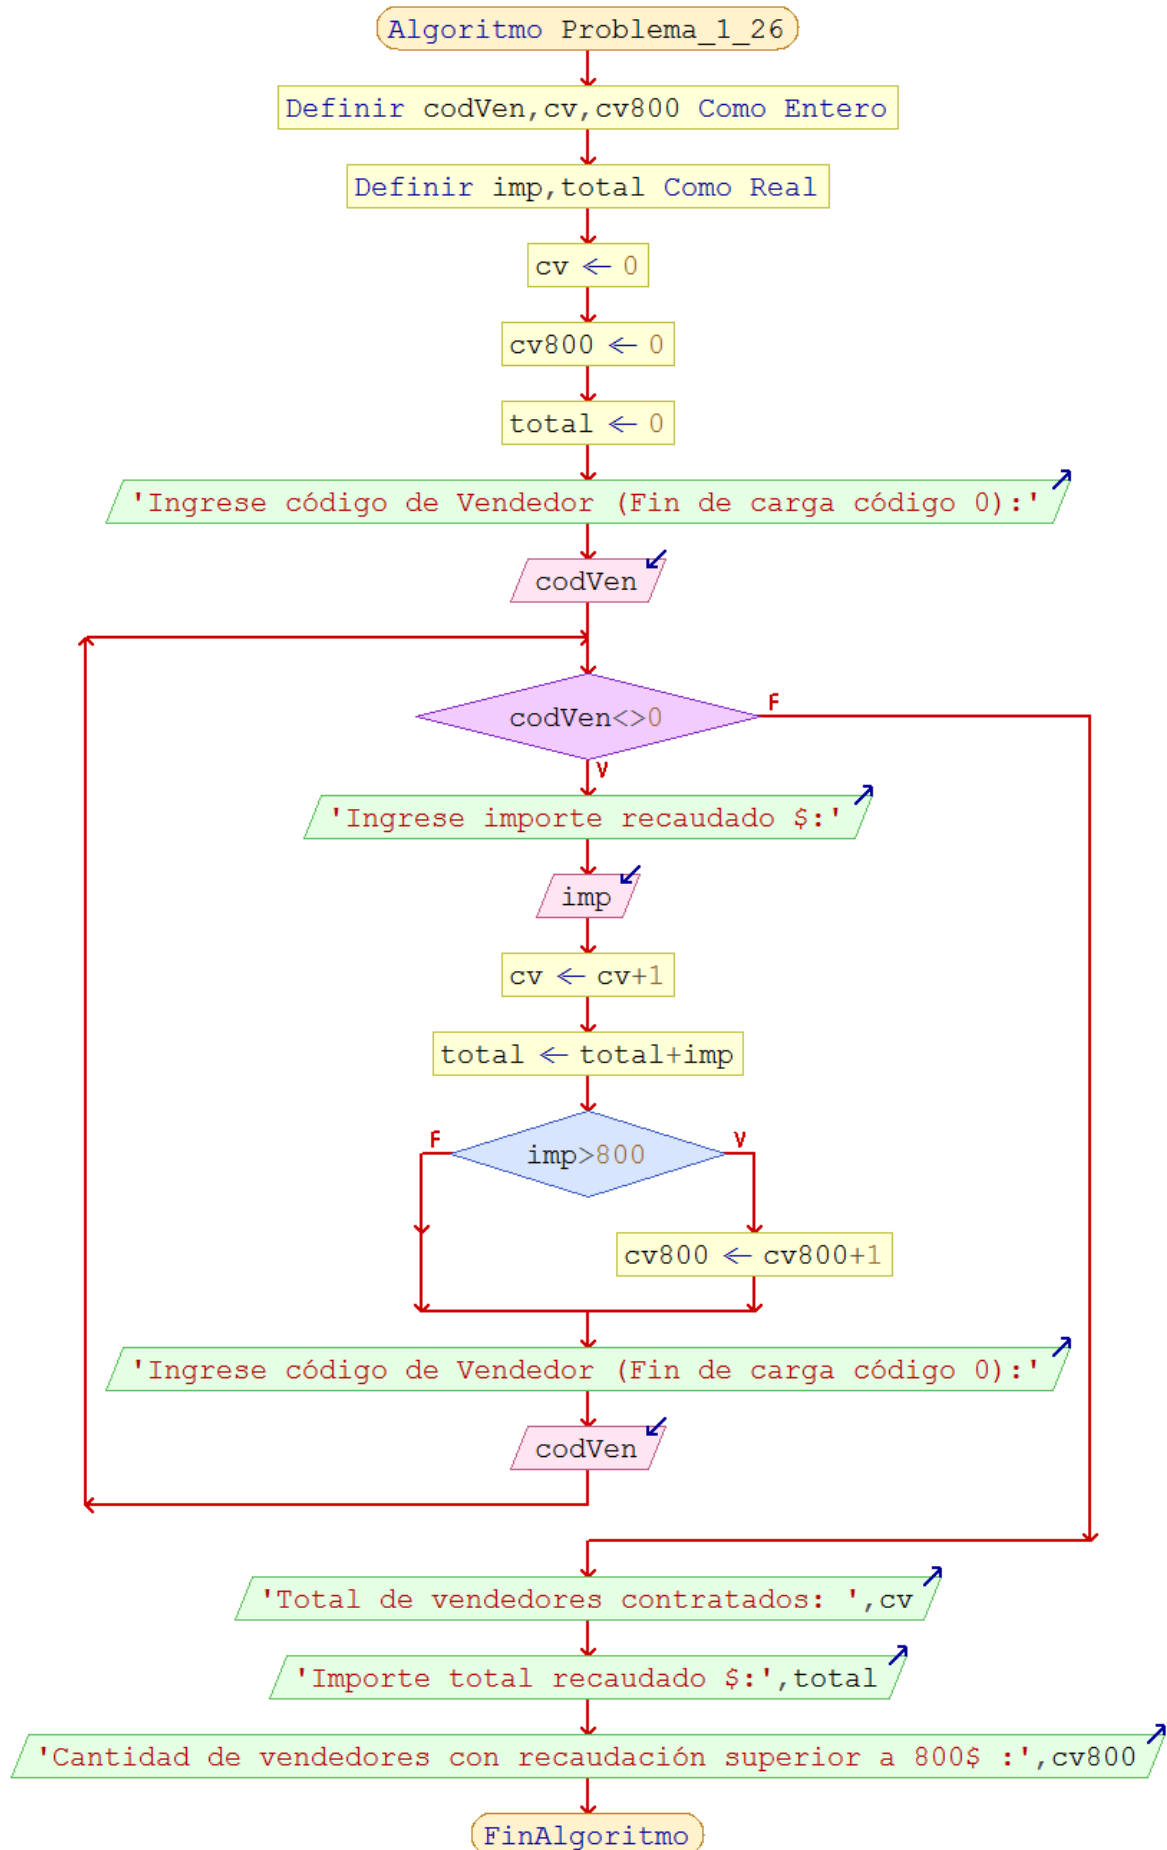 Algoritmo Problema_1_26
Definir codVen,cv,cv800 Como Entero
Definir imp,total Como Real
cv ← 0
cv800 ← 0
total ← 0
'Ingrese código de Vendedor (Fin de carga código 0):'
codVen
codVen<>0
F
V
'Ingrese importe recaudado $:'
imp
cv ← cv+1
total ← total+imp
F
imp>800
V
cv800 ← cv800+1
'Ingrese código de Vendedor (Fin de carga código 0):'
codVen
'Total de vendedores contratados: ',cv
'Importe total recaudado $:',total
'Cantidad de vendedores con recaudación superior a 800$ :',cv800
FinAlgoritmo